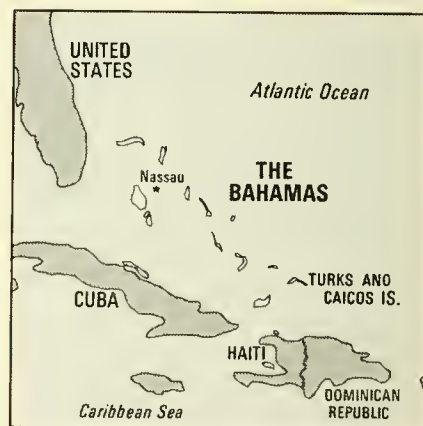 UNITED
STATES
Atlantic Ocean
Nassau
THE
BAHAMAS
TURKS ANO
CAICOS IS.
CUBA
HAITI
DOMINICAN
REPUBLIC
Caribbean Sea